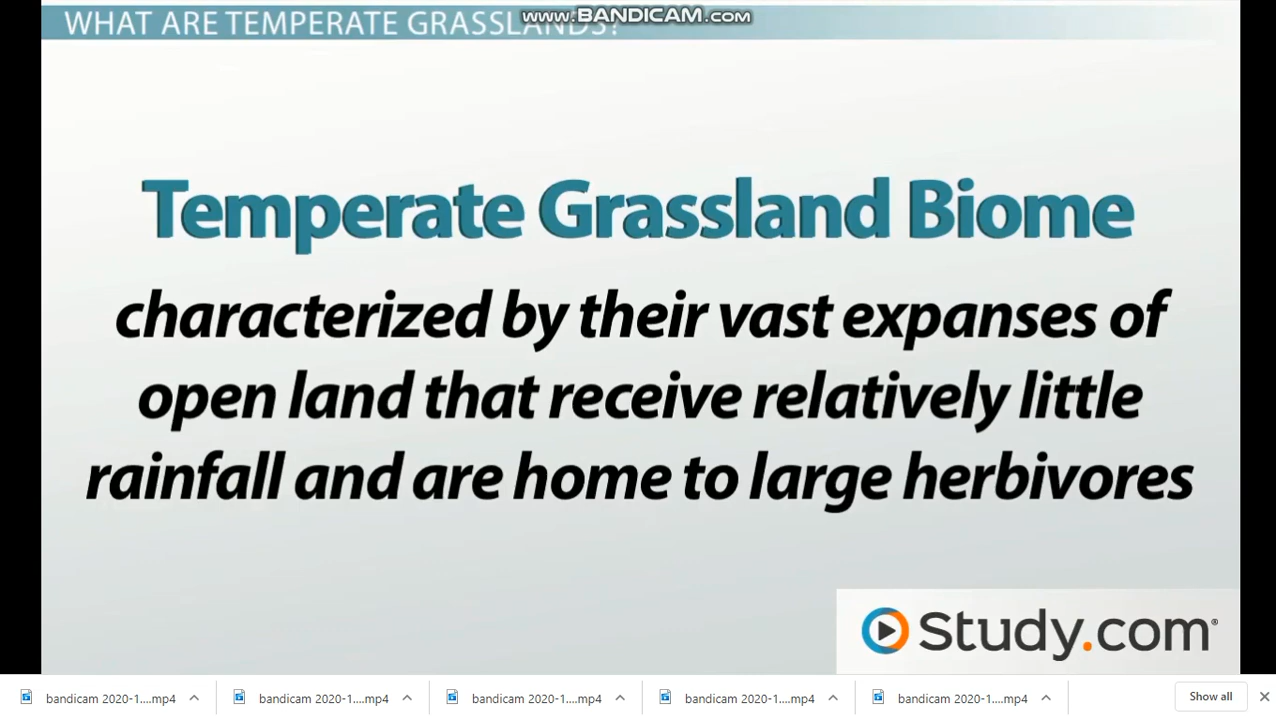 www.BANDICAM.com
WHAT ARE TEMPERATE GRASSLANDS?
Temperate Grassland Biome
characterized by their vast expanses of
open land that receive relatively little
rainfall and are home to large herbivores
Study.com®
bandicam 2020-1....mp4 bandicam 2020-1....mp4 bandicam 2020-1....mp4 bandicam 2020-1....mp4 bandicam 2020-1....mp4 Show all